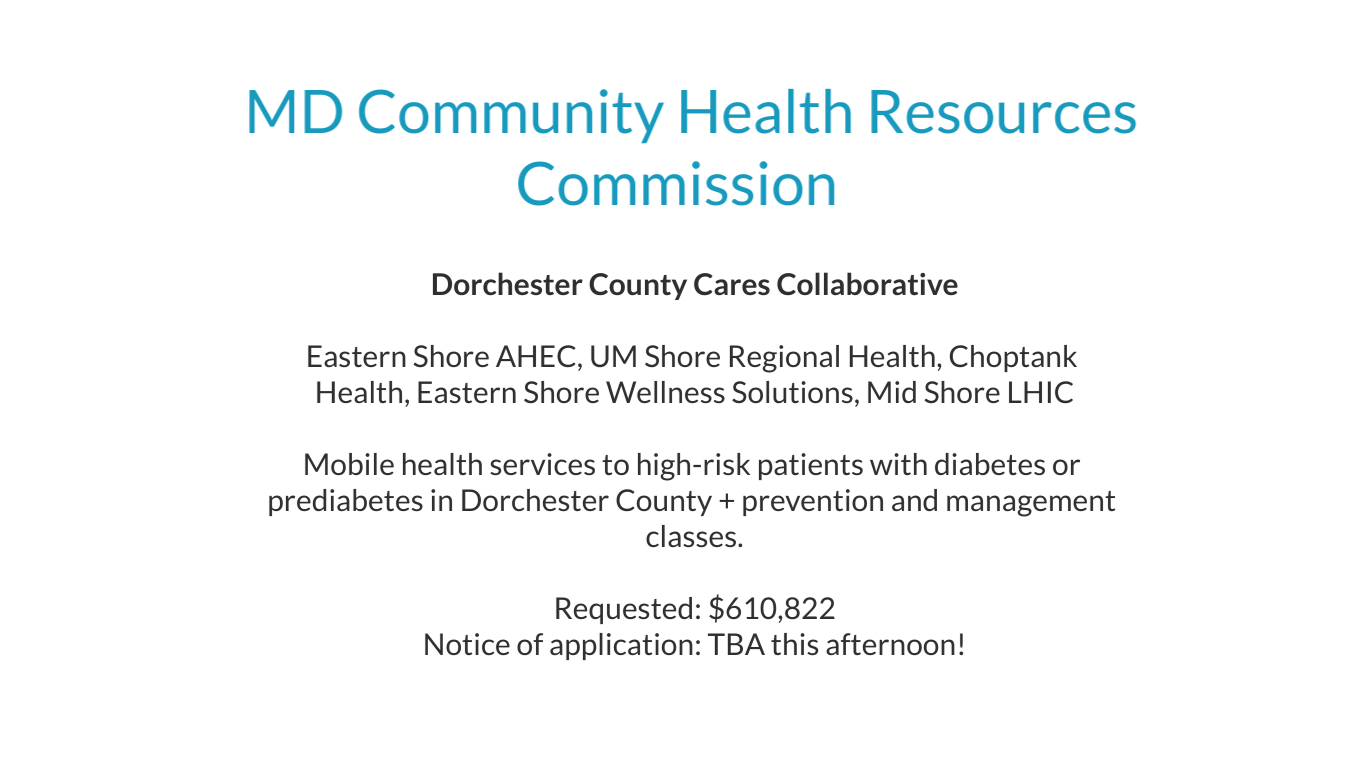 MD Community Health Resources
Commission
Dorchester County Cares Collaborative
Eastern Shore AHEC, UM Shore Regional Health, Choptank
Health, Eastern Shore Wellness Solutions, Mid Shore LHIC
Mobile health services to high-risk patients with diabetes or
prediabetes in Dorchester County + prevention and management
classes.
Requested: $610,822
Notice of application: TBA this afternoon!